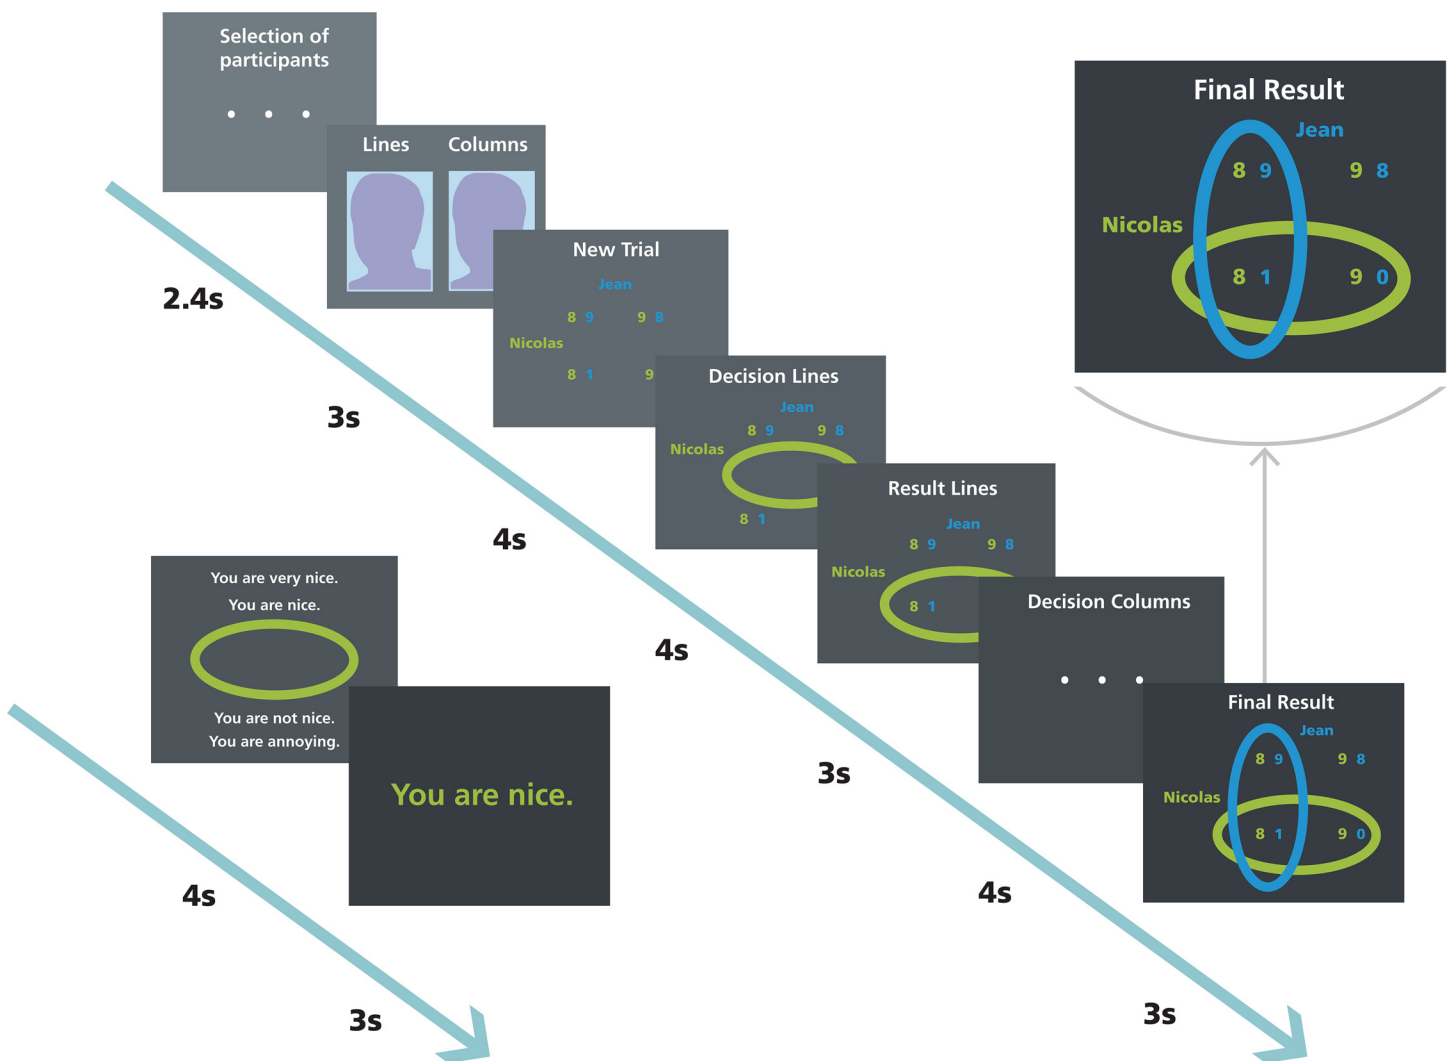 Selection of
participants
. . .
2.4s
Lines Columns
3s
New Trial
Jean
8 9 9 8
Nicolas
8 1 9
4s
Decision Lines
Jean
8 9 9 8
Nicolas
8 1
4s
Result Lines
Jean
8 9 9 8
Nicolas
8 1
3s
Decision Columns
. . .
4s
Final Result
Jean
8 9 9 8
Nicolas
8 1 9 0
3s
Final Result
Jean
8 9 9 8
Nicolas
8 1 9 0
You are very nice.
You are nice.
You are not nice.
You are annoying.
4s
You are nice.
3s